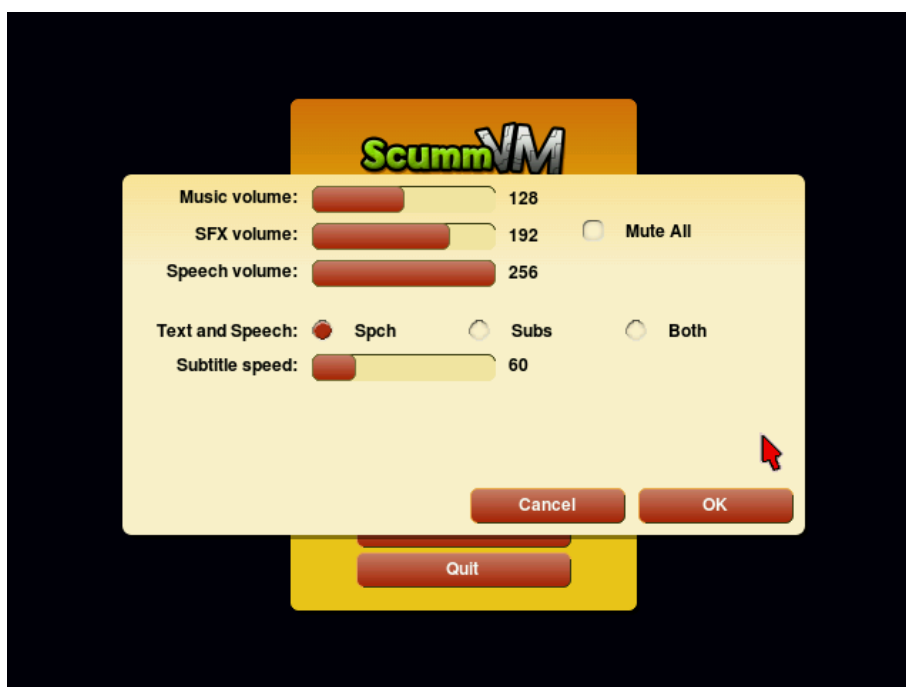 ScummVM
Music volume: 128
SFX volume: 192 Mute All
Speech volume: 256
Text and Speech: Spch Subs Both
Subtitle speed: 60
Cancel OK
Quit